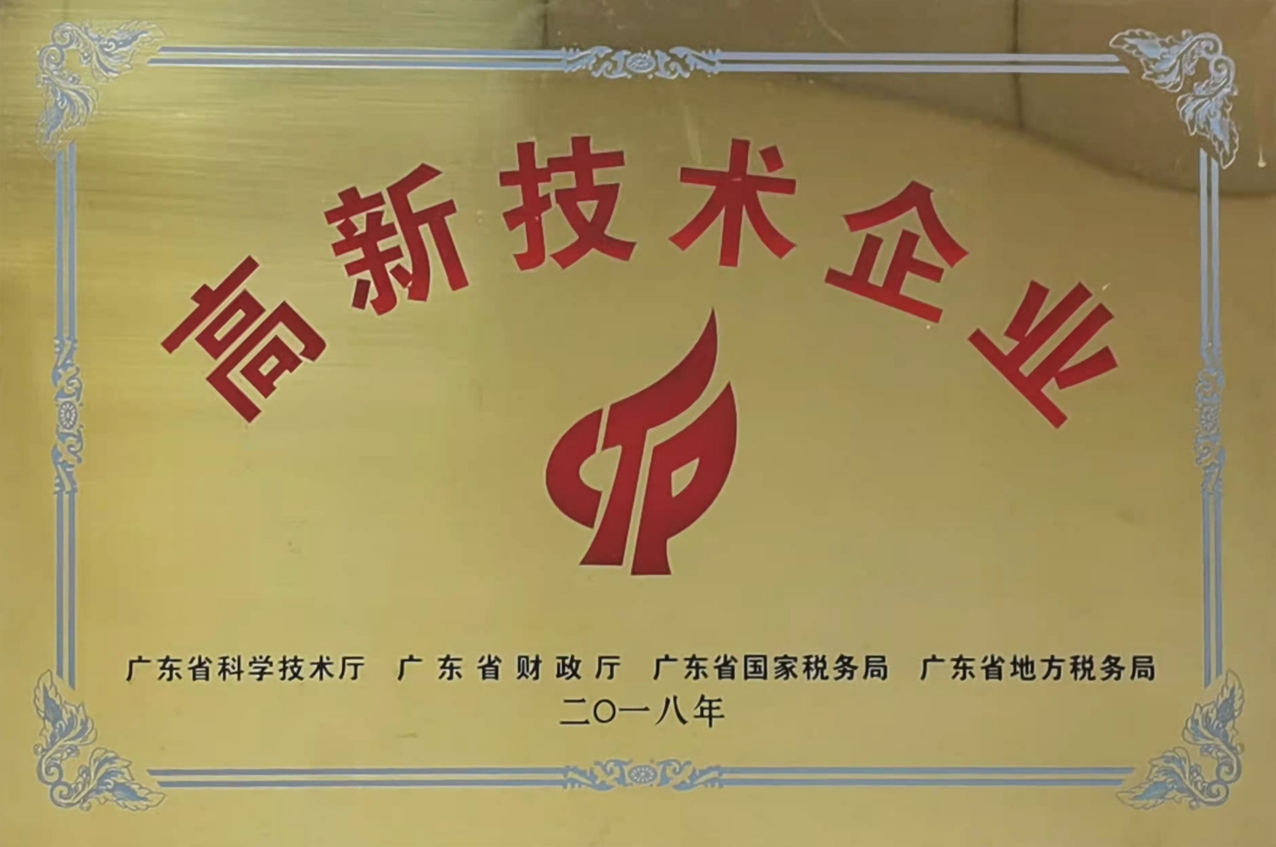 高新技术企业
广东省科学技术厅 广东省财政厅 广东省国家税务局 广东省地方税务局
二〇一八年